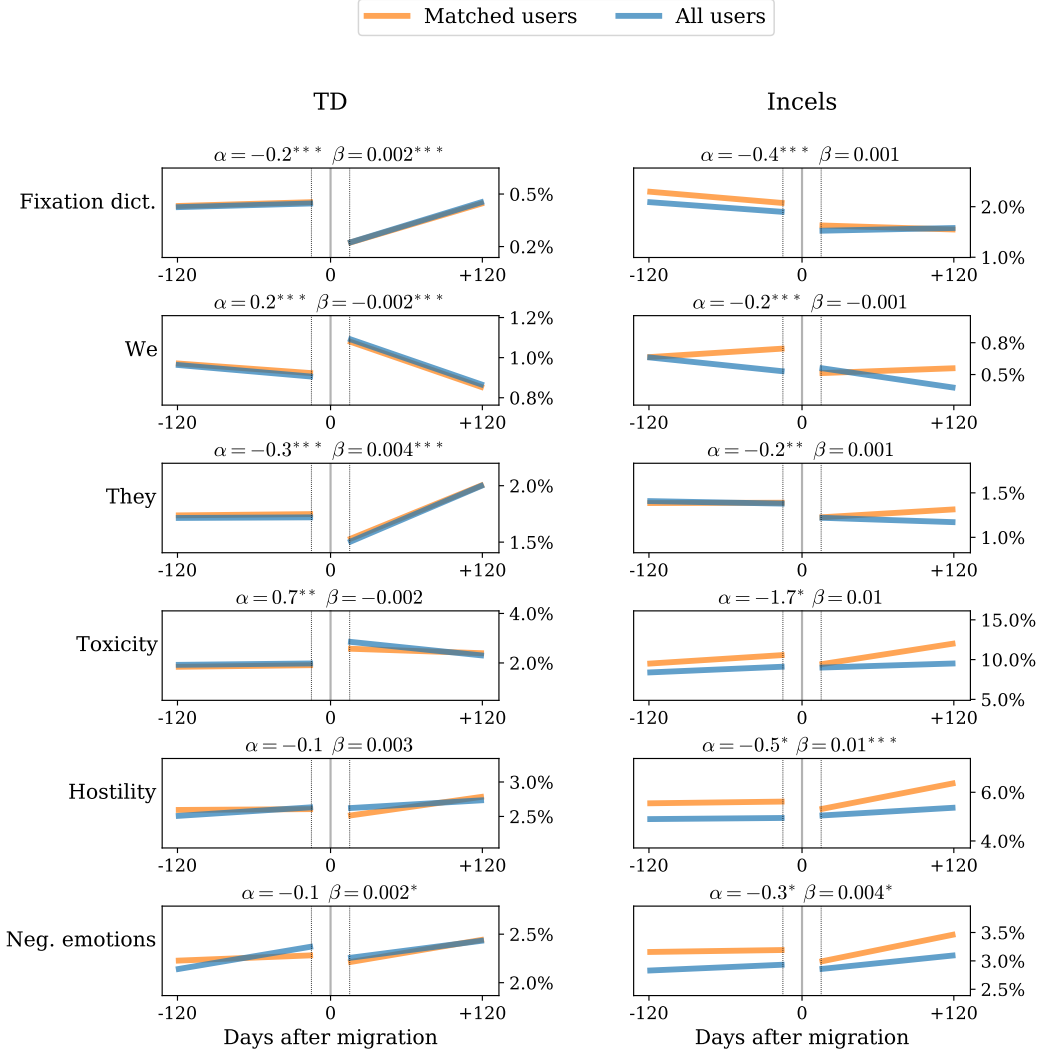 Matched users All users
TD Incels
α = −0.2*** β = 0.002*** α = −0.4*** β = 0.001
Fixation dict. 0.5% 2.0%
0.2% 1.0%
-120 0 +120 -120 0 +120
α = 0.2*** β = −0.002*** α = −0.2*** β = −0.001
1.2%
We 1.0% 0.8%
0.8% 0.5%
-120 0 +120 -120 0 +120
α = −0.3*** β = 0.004*** α = −0.2** β = 0.001
They 2.0% 1.5%
1.5% 1.0%
-120 0 +120 -120 0 +120
α = 0.7** β = −0.002 α = −1.7* β = 0.01
4.0% 15.0%
Toxicity 2.0% 10.0%
5.0%
-120 0 +120 -120 0 +120
α = −0.1 β = 0.003 α = −0.5* β = 0.01***
Hostility 3.0% 6.0%
2.5% 4.0%
-120 0 +120 -120 0 +120
α = −0.1 β = 0.002* α = −0.3* β = 0.004*
Neg. emotions 2.5% 3.5%
2.0% 3.0%
2.5%
-120 0 +120 -120 0 +120
Days after migration Days after migration